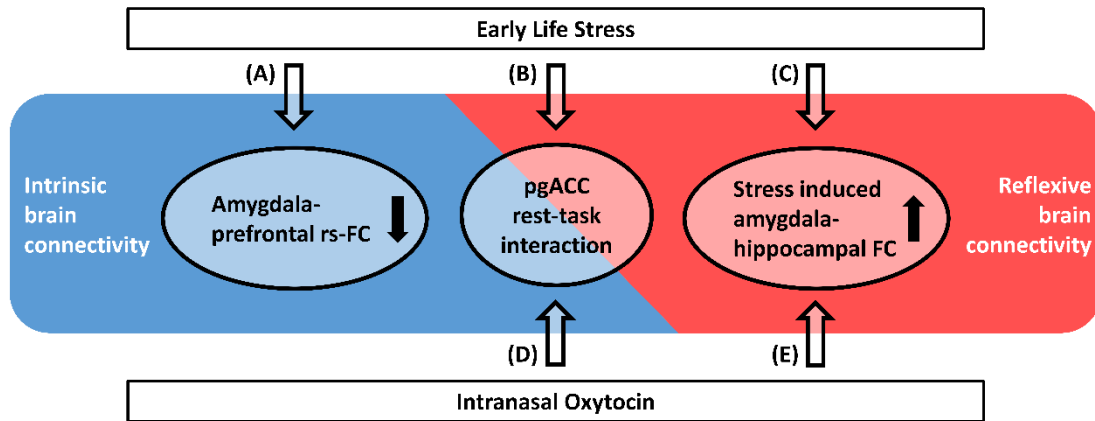 Early Life Stress
(A)
(B)
(C)
Intrinsic
brain
connectivity
Amygdala-
prefrontal rs-FC
pgACC
rest-task
interaction
Stress induced
amygdala-
hippocampal FC
Reflexive
brain
connectivity
(D)
(E)
Intranasal Oxytocin